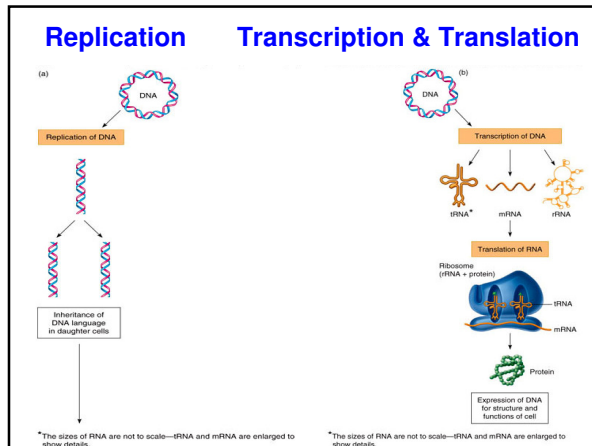 Replication
Transcription & Translation
(a)
DNA
Replication of DNA
Inheritance of
DNA language
in daughter cells
*The sizes of RNA are not to scale—tRNA and mRNA are enlarged to
show details.
(b)
DNA
Transcription of DNA
tRNA*
mRNA
rRNA
Translation of RNA
Ribosome
(rRNA + protein)
tRNA
mRNA
Protein
Expression of DNA
for structure and
functions of cell
*The sizes of RNA are not to scale—tRNA and mRNA are enlarged to
show details.